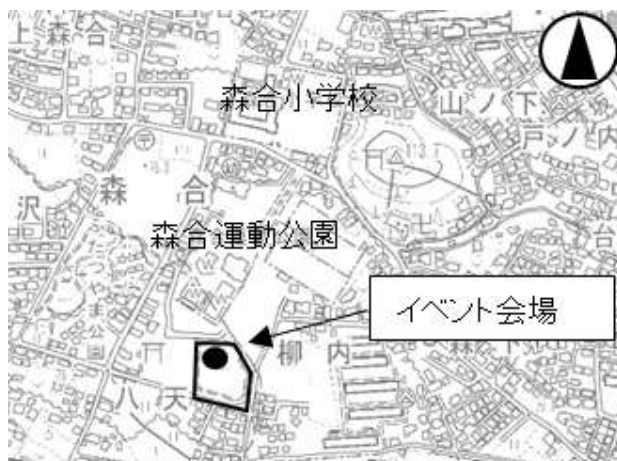 上森合
森合小学校
山ノ下
戸ノ内
森合
沢
森合運動公園
台
イベント会場
柳内
八天